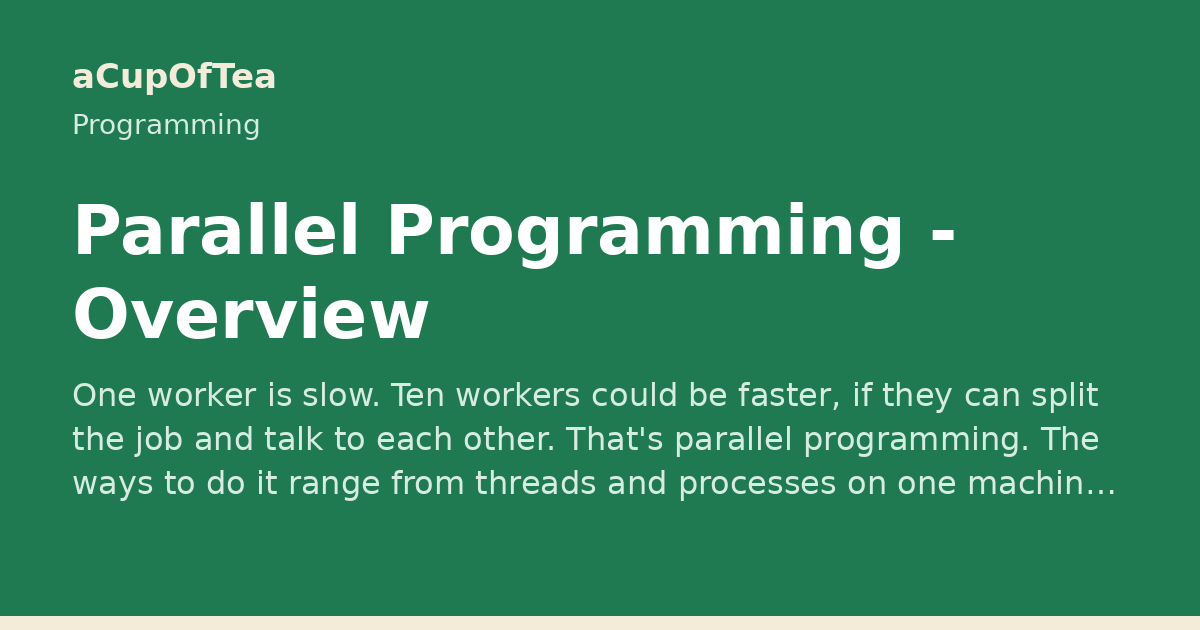 aCupOfTea
Programming
Parallel Programming -
Overview
One worker is slow. Ten workers could be faster, if they can split
the job and talk to each other. That's parallel programming. The
ways to do it range from threads and processes on one machin…